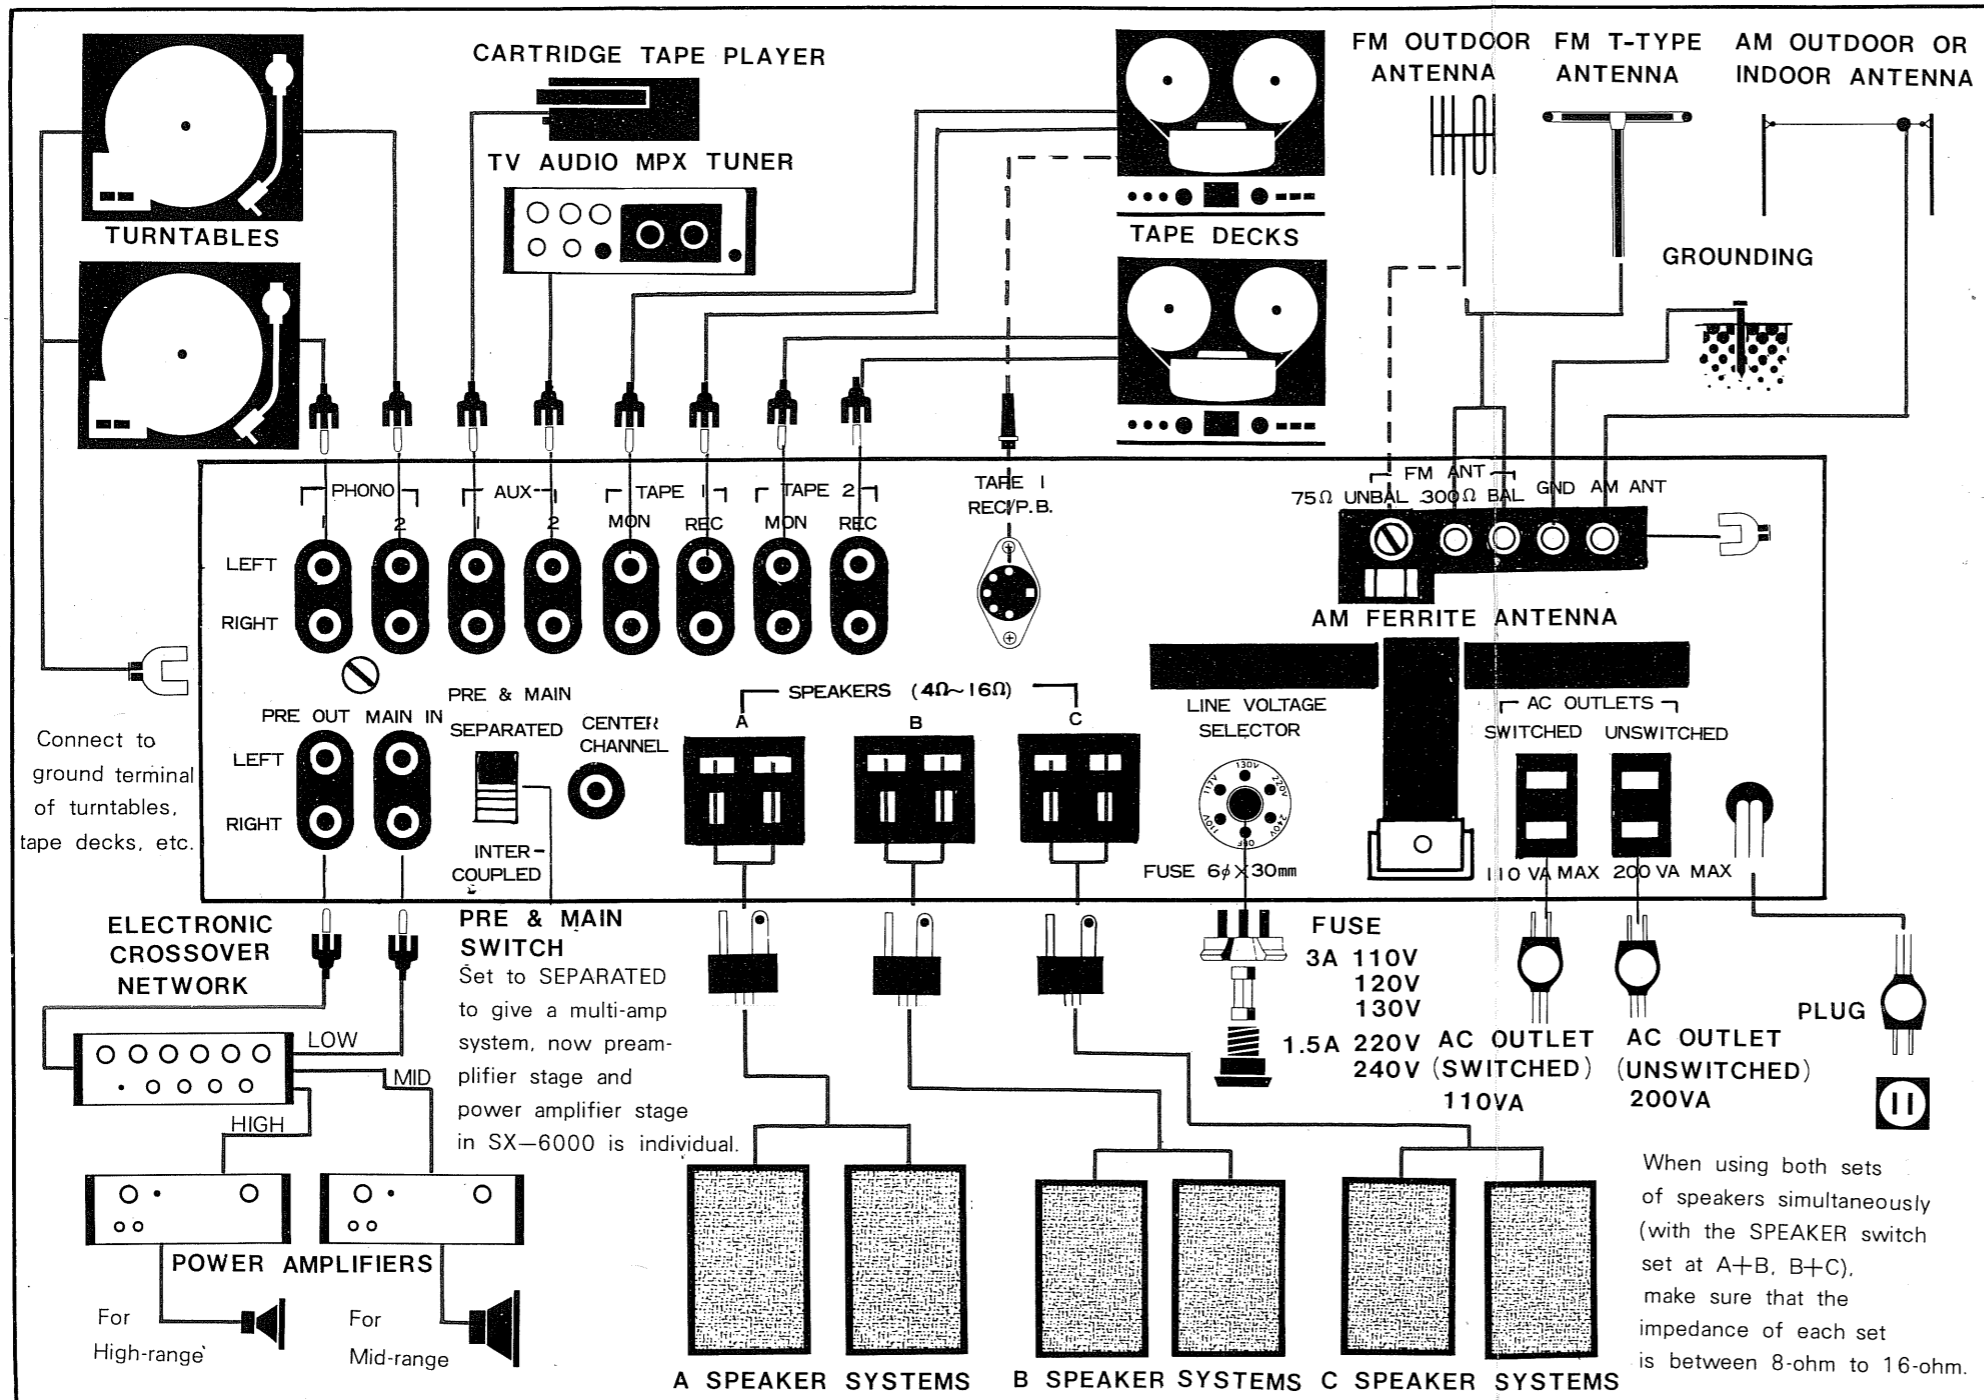 CARTRIDGE TAPE PLAYER
TV AUDIO MPX TUNER
TURNTABLES
TAPE DECKS
FM OUTDOOR
ANTENNA
FM T-TYPE
ANTENNA
AM OUTDOOR OR
INDOOR ANTENNA
GROUNDING
PHONO
1
2
AUX
1
2
TAPE 1
MON
REC
TAPE 2
MON
REC
TAPE 1
REC/P.B.
FM ANT
75Ω UNBAL
300Ω BAL
GND
AM ANT
LEFT
RIGHT
AM FERRITE ANTENNA
Connect to
ground terminal
of turntables,
tape decks, etc.
PRE OUT
MAIN IN
LEFT
RIGHT
PRE & MAIN
SEPARATED
INTER-
COUPLED
CENTER
CHANNEL
SPEAKERS (4Ω~16Ω)
A
B
C
LINE VOLTAGE
SELECTOR
130V
220V
240V
OFF
110V
117V
FUSE 6φ×30mm
AC OUTLETS
SWITCHED
UNSWITCHED
110 VA MAX
200 VA MAX
ELECTRONIC
CROSSOVER
NETWORK
LOW
MID
HIGH
PRE & MAIN
SWITCH
Set to SEPARATED
to give a multi-amp
system, now pream-
plifier stage and
power amplifier stage
in SX-6000 is individual.
FUSE
3A 110V
120V
130V
1.5A 220V
240V
AC OUTLET
(SWITCHED)
110VA
AC OUTLET
(UNSWITCHED)
200VA
PLUG
POWER AMPLIFIERS
For
High-range
For
Mid-range
A SPEAKER SYSTEMS
B SPEAKER SYSTEMS
C SPEAKER SYSTEMS
When using both sets
of speakers simultaneously
(with the SPEAKER switch
set at A+B, B+C),
make sure that the
impedance of each set
is between 8-ohm to 16-ohm.